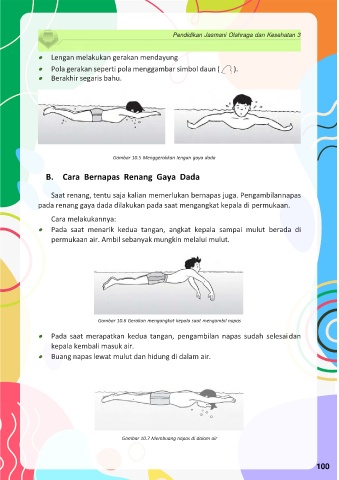 Pendidikan Jasmani Olahraga dan Kesehatan 3
• Lengan melakukan gerakan mendayung
• Pola gerakan seperti pola menggambar simbol daun ( ).
• Berakhir segaris bahu.
Gambar 10.5 Menggerakkan lengan gaya dada
B. Cara Bernapas Renang Gaya Dada
Saat renang, tentu saja kalian memerlukan bernapas juga. Pengambilannapas
pada renang gaya dada dilakukan pada saat mengangkat kepala di permukaan.
Cara melakukannya:
• Pada saat menarik kedua tangan, angkat kepala sampai mulut berada di
permukaan air. Ambil sebanyak mungkin melalui mulut.
Gambar 10.6 Gerakan mengangkat kepala saat mengambil napas
• Pada saat merapatkan kedua tangan, pengambilan napas sudah selesai dan
kepala kembali masuk air.
• Buang napas lewat mulut dan hidung di dalam air.
Gambar 10.7 Membuang napas di dalam air
100